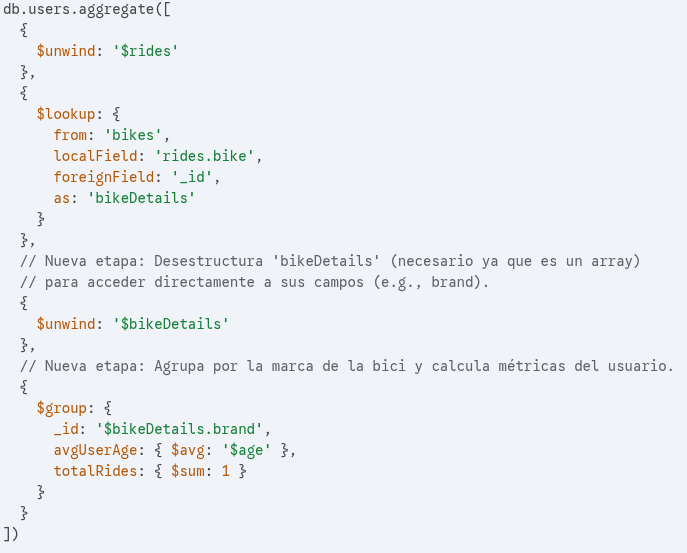 db.users.aggregate([
  {
    $unwind: '$rides'
  },
  {
    $lookup: {
      from: 'bikes',
      localField: 'rides.bike',
      foreignField: '_id',
      as: 'bikeDetails'
    }
  },
  // Nueva etapa: Desestructura 'bikeDetails' (necesario ya que es un array)
  // para acceder directamente a sus campos (e.g., brand).
  {
    $unwind: '$bikeDetails'
  },
  // Nueva etapa: Agrupa por la marca de la bici y calcula métricas del usuario.
  {
    $group: {
      _id: '$bikeDetails.brand',
      avgUserAge: { $avg: '$age' },
      totalRides: { $sum: 1 }
    }
  }
])